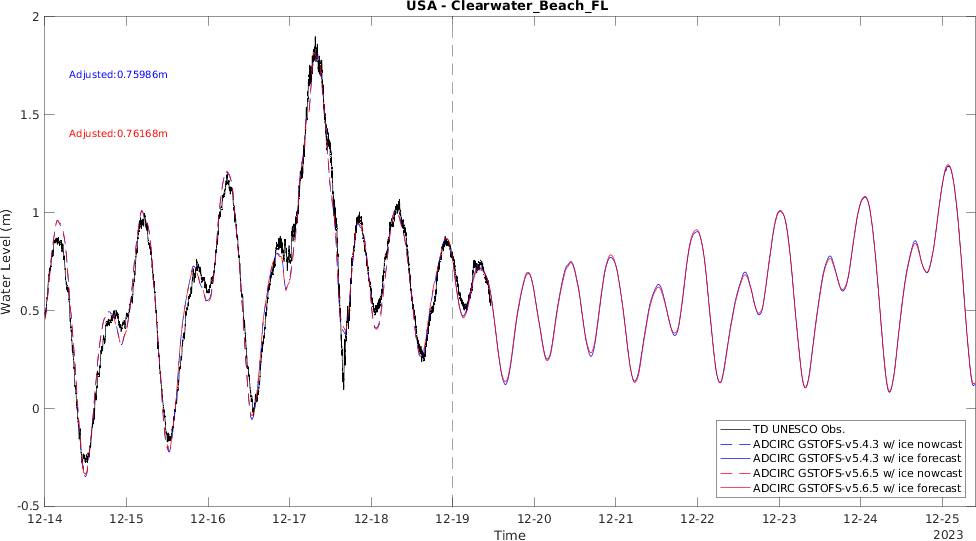 USA - Clearwater_Beach_FL
2
Adjusted:0.75986m
1.5
Adjusted:0.76168m
1
Water Level (m)
0.5
0
TD UNESCO Obs.
ADCIRC GSTOFS-v5.4.3 w/ ice nowcast
ADCIRC GSTOFS-v5.4.3 w/ ice forecast
ADCIRC GSTOFS-v5.6.5 w/ ice nowcast
ADCIRC GSTOFS-v5.6.5 w/ ice forecast
-0.5
12-14 12-15 12-16 12-17 12-18 12-19 12-20 12-21 12-22 12-23 12-24 12-25
Time
2023